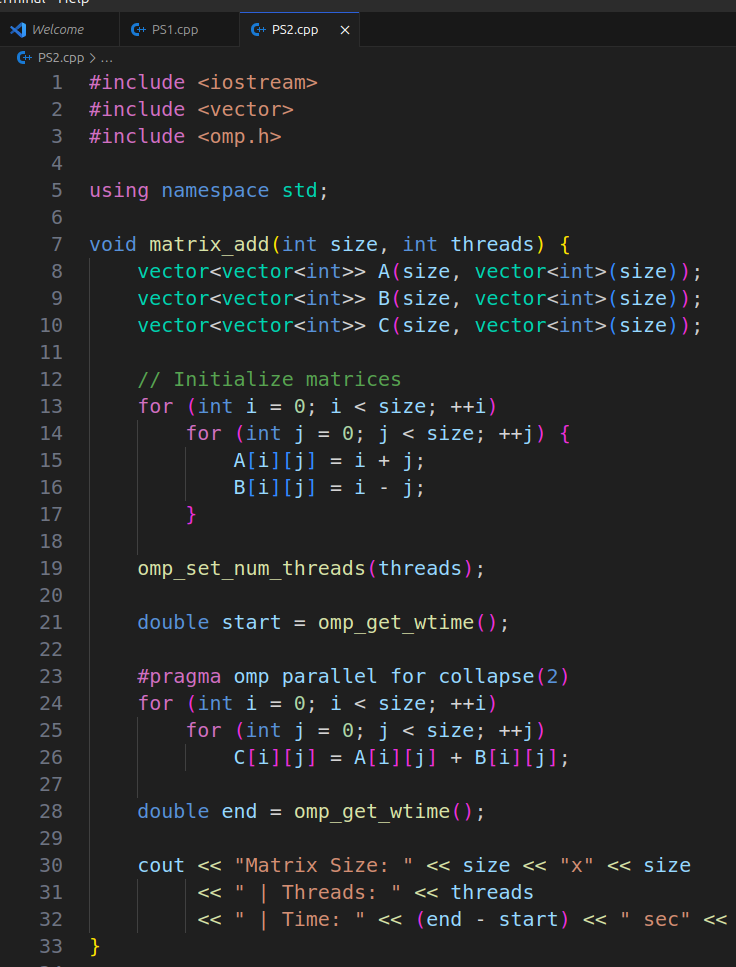 Terminal Help
Welcome
PS1.cpp
PS2.cpp ×
PS2.cpp > ...
1 #include <iostream>
2 #include <vector>
3 #include <omp.h>
4
5 using namespace std;
6
7 void matrix_add(int size, int threads) {
8     vector<vector<int>> A(size, vector<int>(size));
9     vector<vector<int>> B(size, vector<int>(size));
10     vector<vector<int>> C(size, vector<int>(size));
11
12     // Initialize matrices
13     for (int i = 0; i < size; ++i)
14         for (int j = 0; j < size; ++j) {
15             A[i][j] = i + j;
16             B[i][j] = i - j;
17         }
18
19     omp_set_num_threads(threads);
20
21     double start = omp_get_wtime();
22
23     #pragma omp parallel for collapse(2)
24     for (int i = 0; i < size; ++i)
25         for (int j = 0; j < size; ++j)
26             C[i][j] = A[i][j] + B[i][j];
27
28     double end = omp_get_wtime();
29
30     cout << "Matrix Size: " << size << "x" << size
31          << " | Threads: " << threads
32          << " | Time: " << (end - start) << " sec" <<
33 }